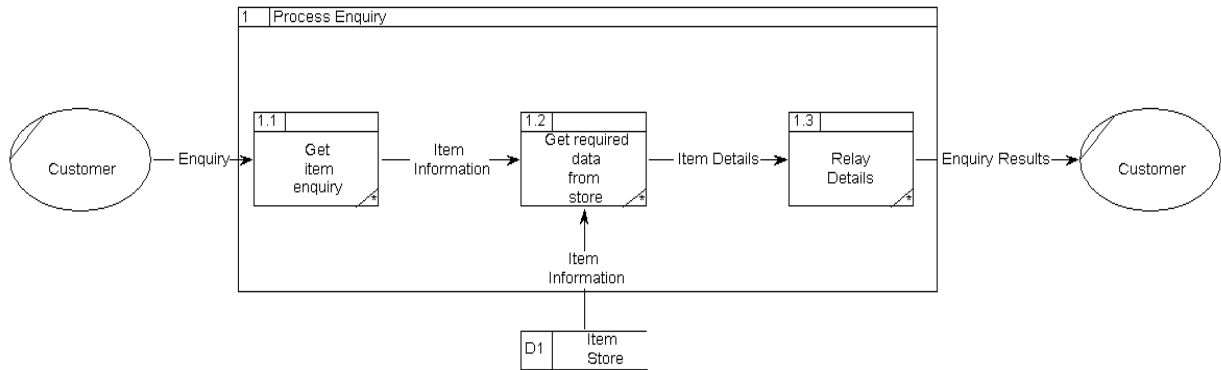 1 Process Enquiry
Customer
Enquiry
1.1
Get
item
enquiry
*
Item
Information
1.2
Get required
data
from
store
*
Item Details
1.3
Relay
Details
*
Enquiry Results
Customer
Item
Information
D1
Item
Store